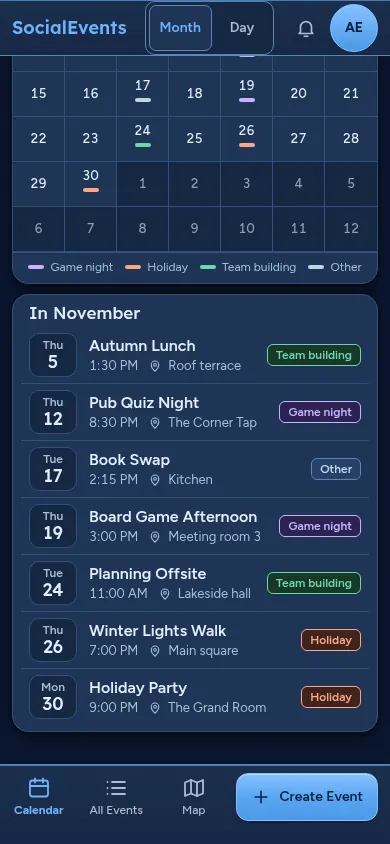 SocialEvents Month Day AE
15 16 17 18 19 20 21
22 23 24 25 26 27 28
29 30 1 2 3 4 5
6 7 8 9 10 11 12
Game night Holiday Team building Other
In November
Thu
5
Autumn Lunch
1:30 PM Roof terrace
Team building
Thu
12
Pub Quiz Night
8:30 PM The Corner Tap
Game night
Tue
17
Book Swap
2:15 PM Kitchen
Other
Thu
19
Board Game Afternoon
3:00 PM Meeting room 3
Game night
Tue
24
Planning Offsite
11:00 AM Lakeside hall
Team building
Thu
26
Winter Lights Walk
7:00 PM Main square
Holiday
Mon
30
Holiday Party
9:00 PM The Grand Room
Holiday
Calendar All Events Map Create Event